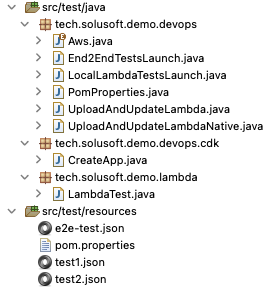 src/test/java
tech.solusoft.demo.devops
Aws.java
End2EndTestsLaunch.java
LocalLambdaTestsLaunch.java
PomProperties.java
UploadAndUpdateLambda.java
UploadAndUpdateLambdaNative.java
tech.solusoft.demo.devops.cdk
CreateApp.java
tech.solusoft.demo.lambda
LambdaTest.java
src/test/resources
e2e-test.json
pom.properties
test1.json
test2.json